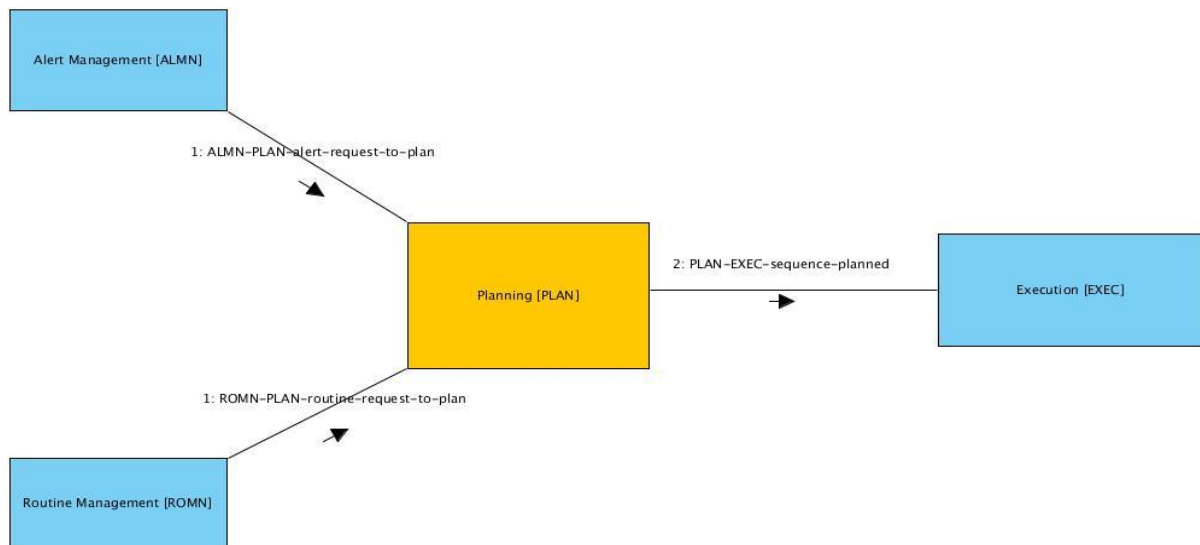 Alert Management [ALMN]
1: ALMN-PLAN-alert-request-to-plan
2: PLAN-EXEC-sequence-planned
Planning [PLAN]
Execution [EXEC]
1: ROMN-PLAN-routine-request-to-plan
Routine Management [ROMN]